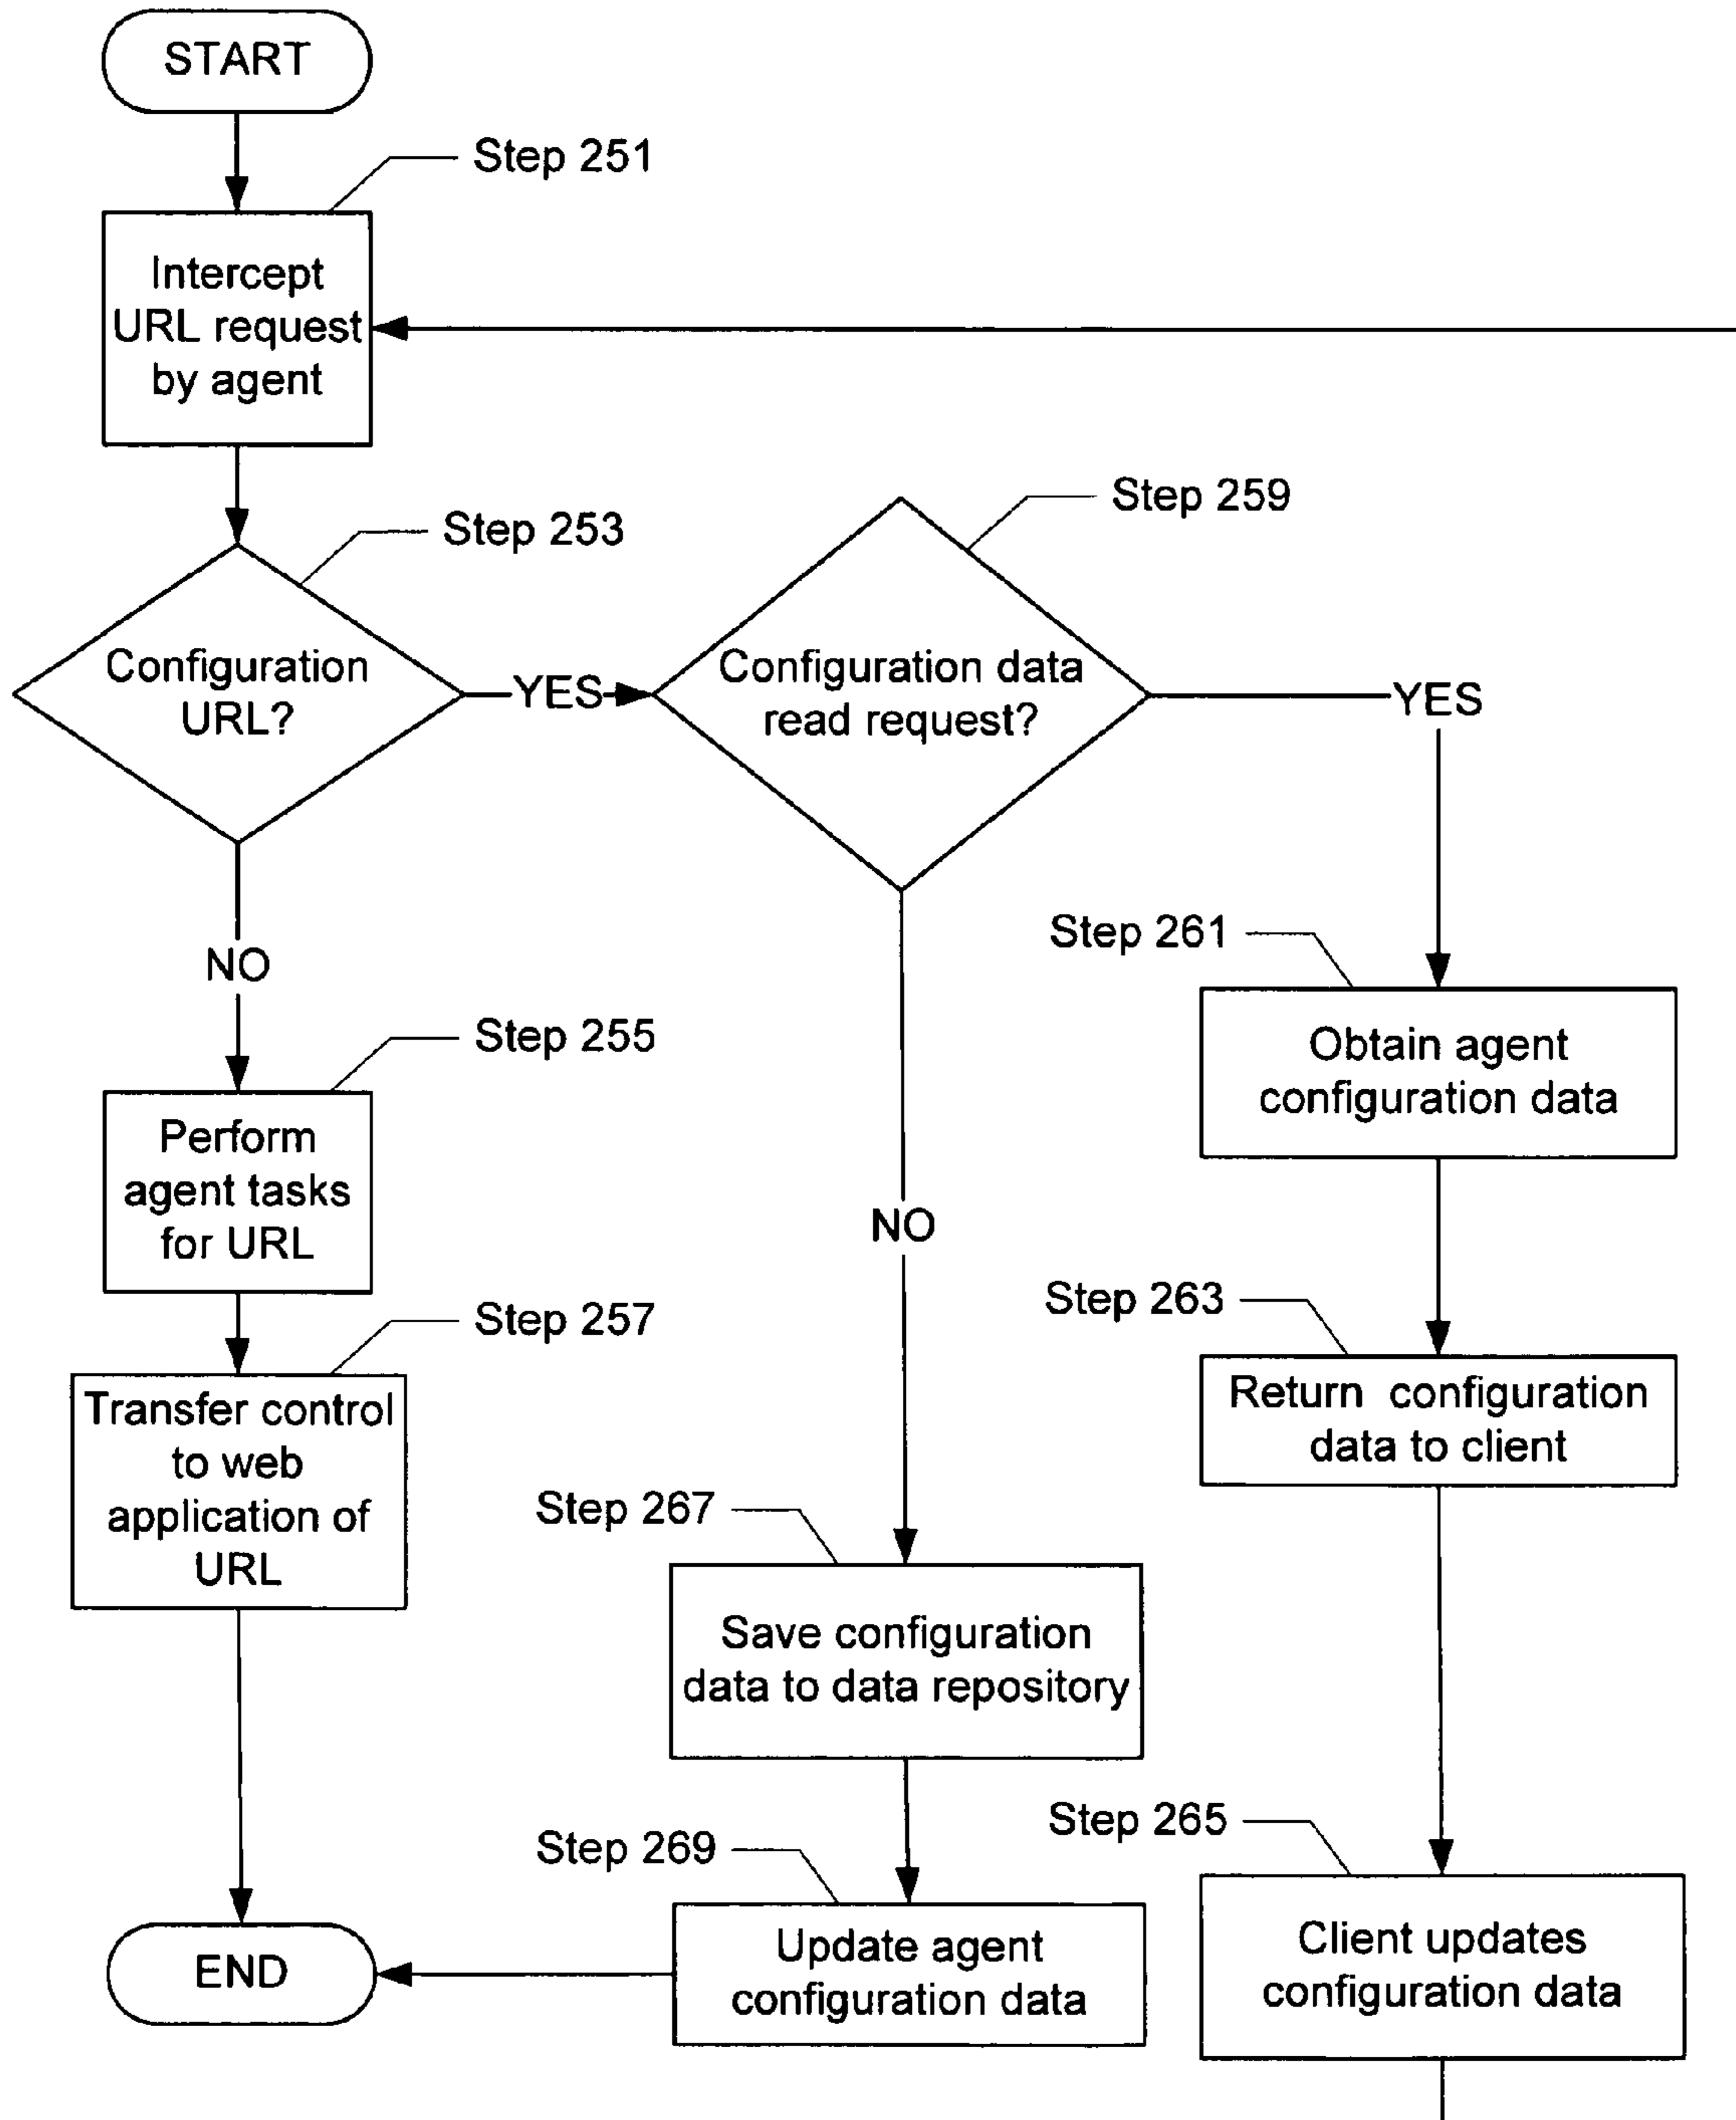 START
Step 251
Intercept
URL request
by agent
Step 253
Configuration
URL?
YES
Step 259
Configuration data
read request?
YES
NO
Step 255
Perform
agent tasks
for URL
Step 257
Transfer control
to web
application of
URL
NO
Step 261
Obtain agent
configuration data
Step 263
Return configuration
data to client
Step 267
Save configuration
data to data repository
Step 265
Client updates
configuration data
Step 269
Update agent
configuration data
END